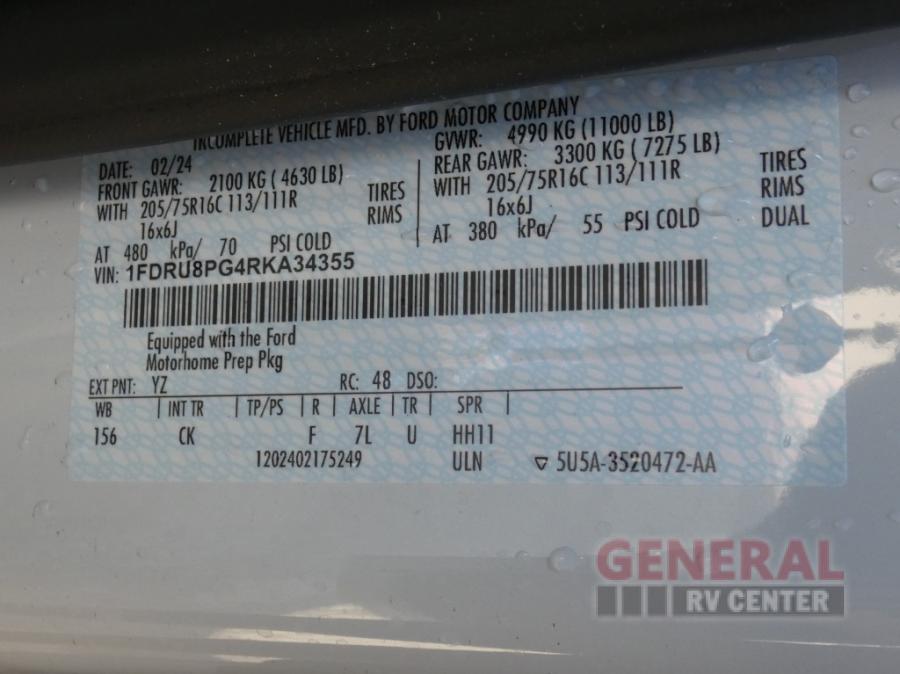 INCOMPLETE VEHICLE MFD. BY FORD MOTOR COMPANY
DATE: 02/24
GVWR: 4990 KG (11000 LB)
FRONT GAWR: 2100 KG ( 4630 LB)
REAR GAWR: 3300 KG ( 7275 LB)
WITH 205/75R16C 113/111R TIRES
WITH 205/75R16C 113/111R TIRES
16x6J RIMS
16x6J RIMS
AT 480 kPa/ 70 PSI COLD
AT 380 kPa/ 55 PSI COLD DUAL
VIN: 1FDRU8PG4RKA34355
Equipped with the Ford
Motorhome Prep Pkg
EXT PNT: YZ RC: 48 DSO:
WB | INT TR | TP/PS | R | AXLE | TR | SPR |
156 CK F 7L U HH11
1202402175249 ULN ▽ 5U5A-3520472-AA
GENERAL
RV CENTER